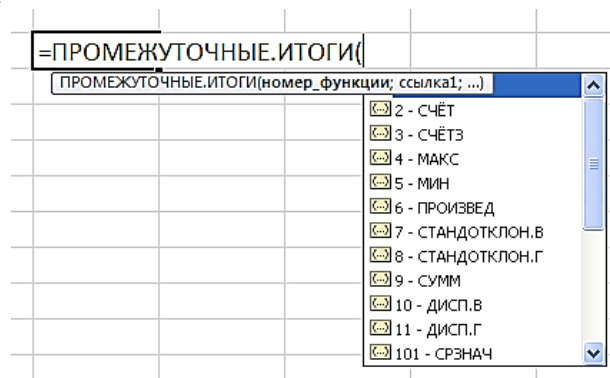 =ПРОМЕЖУТОЧНЫЕ.ИТОГИ(
ПРОМЕЖУТОЧНЫЕ.ИТОГИ(номер_функции; ссылка1; ...)
2 - СЧЁТ
3 - СЧЁТЗ
4 - МАКС
5 - МИН
6 - ПРОИЗВЕД
7 - СТАНДОТКЛОН.В
8 - СТАНДОТКЛОН.Г
9 - СУММ
10 - ДИСП.В
11 - ДИСП.Г
101 - СРЗНАЧ